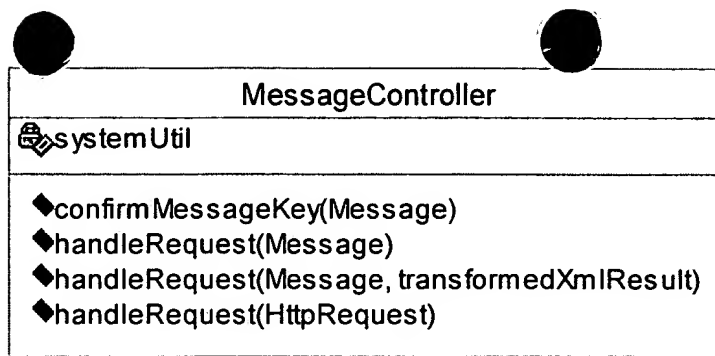 MessageController
systemUtil
confirmMessageKey(Message)
handleRequest(Message)
handleRequest(Message, transformedXmlResult)
handleRequest(HttpRequest)